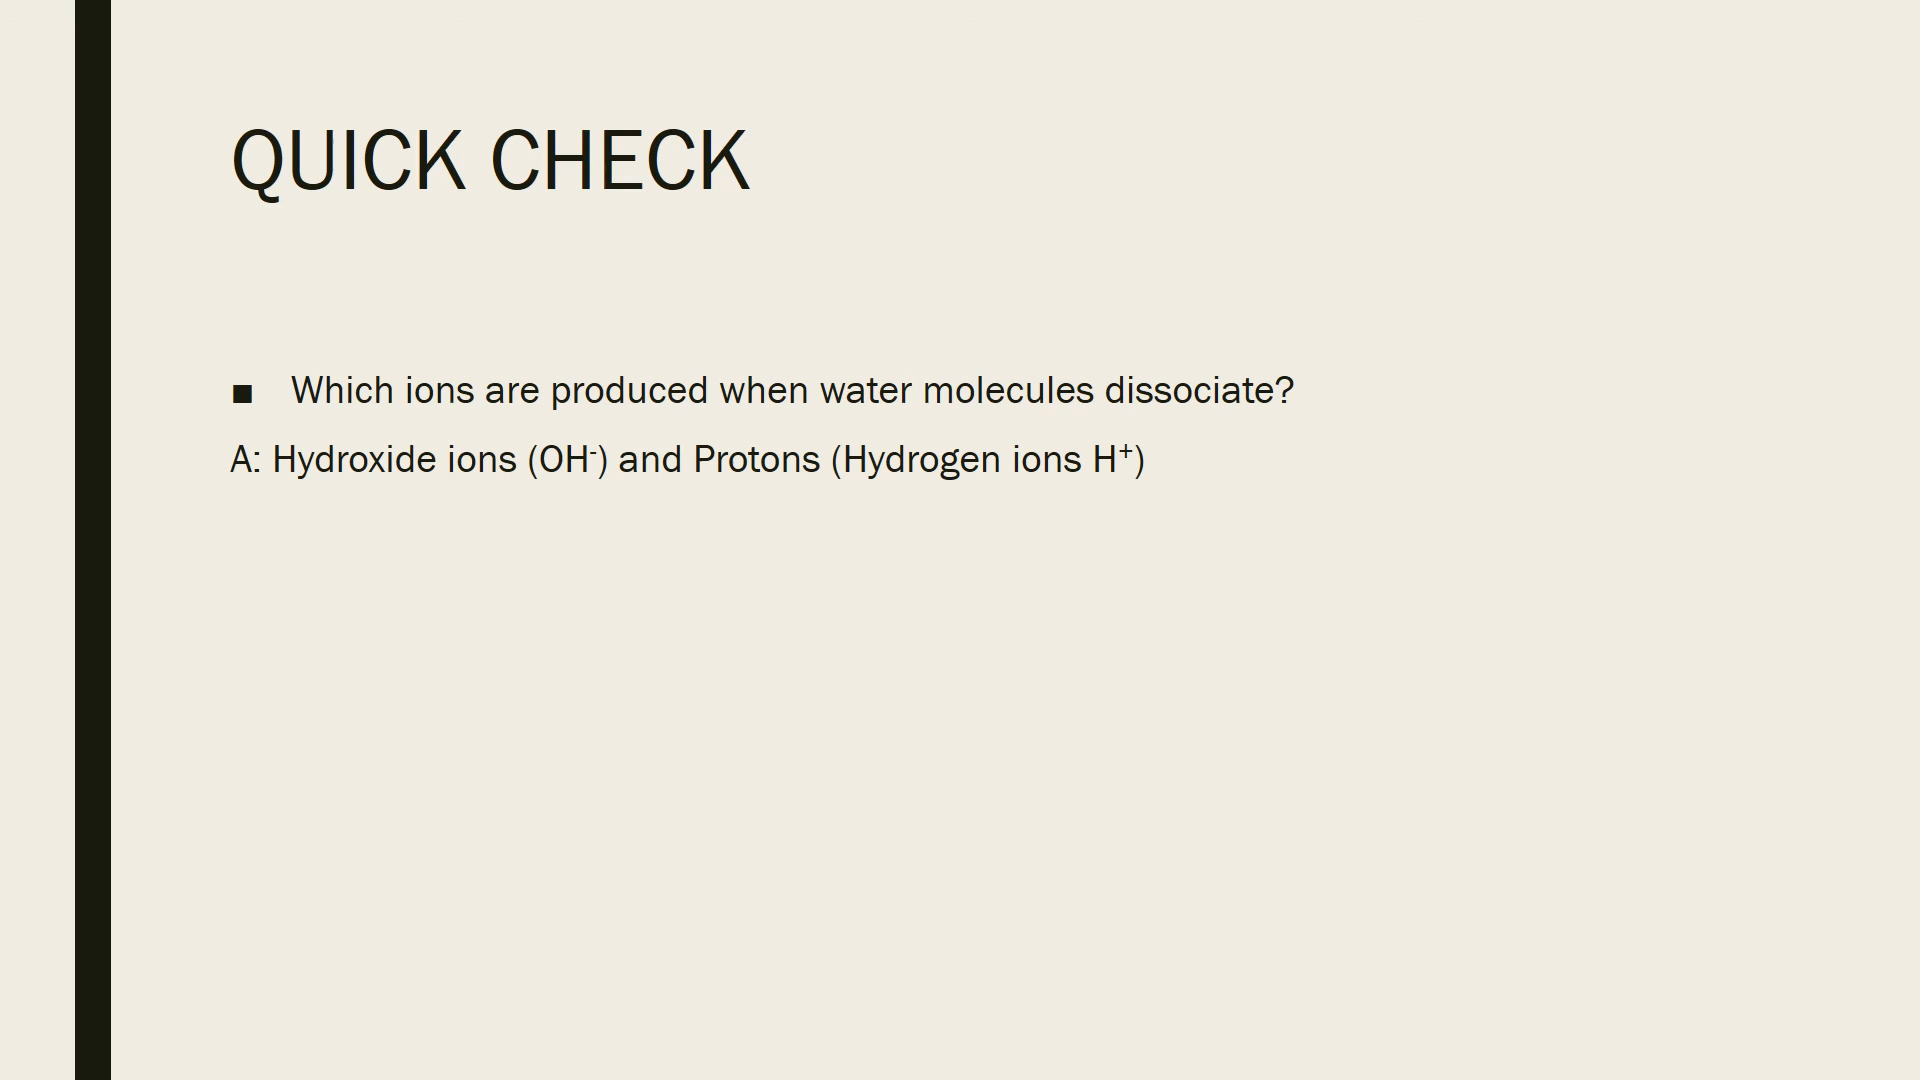 QUICK CHECK
▪ Which ions are produced when water molecules dissociate?
A: Hydroxide ions (OH⁻) and Protons (Hydrogen ions H⁺)